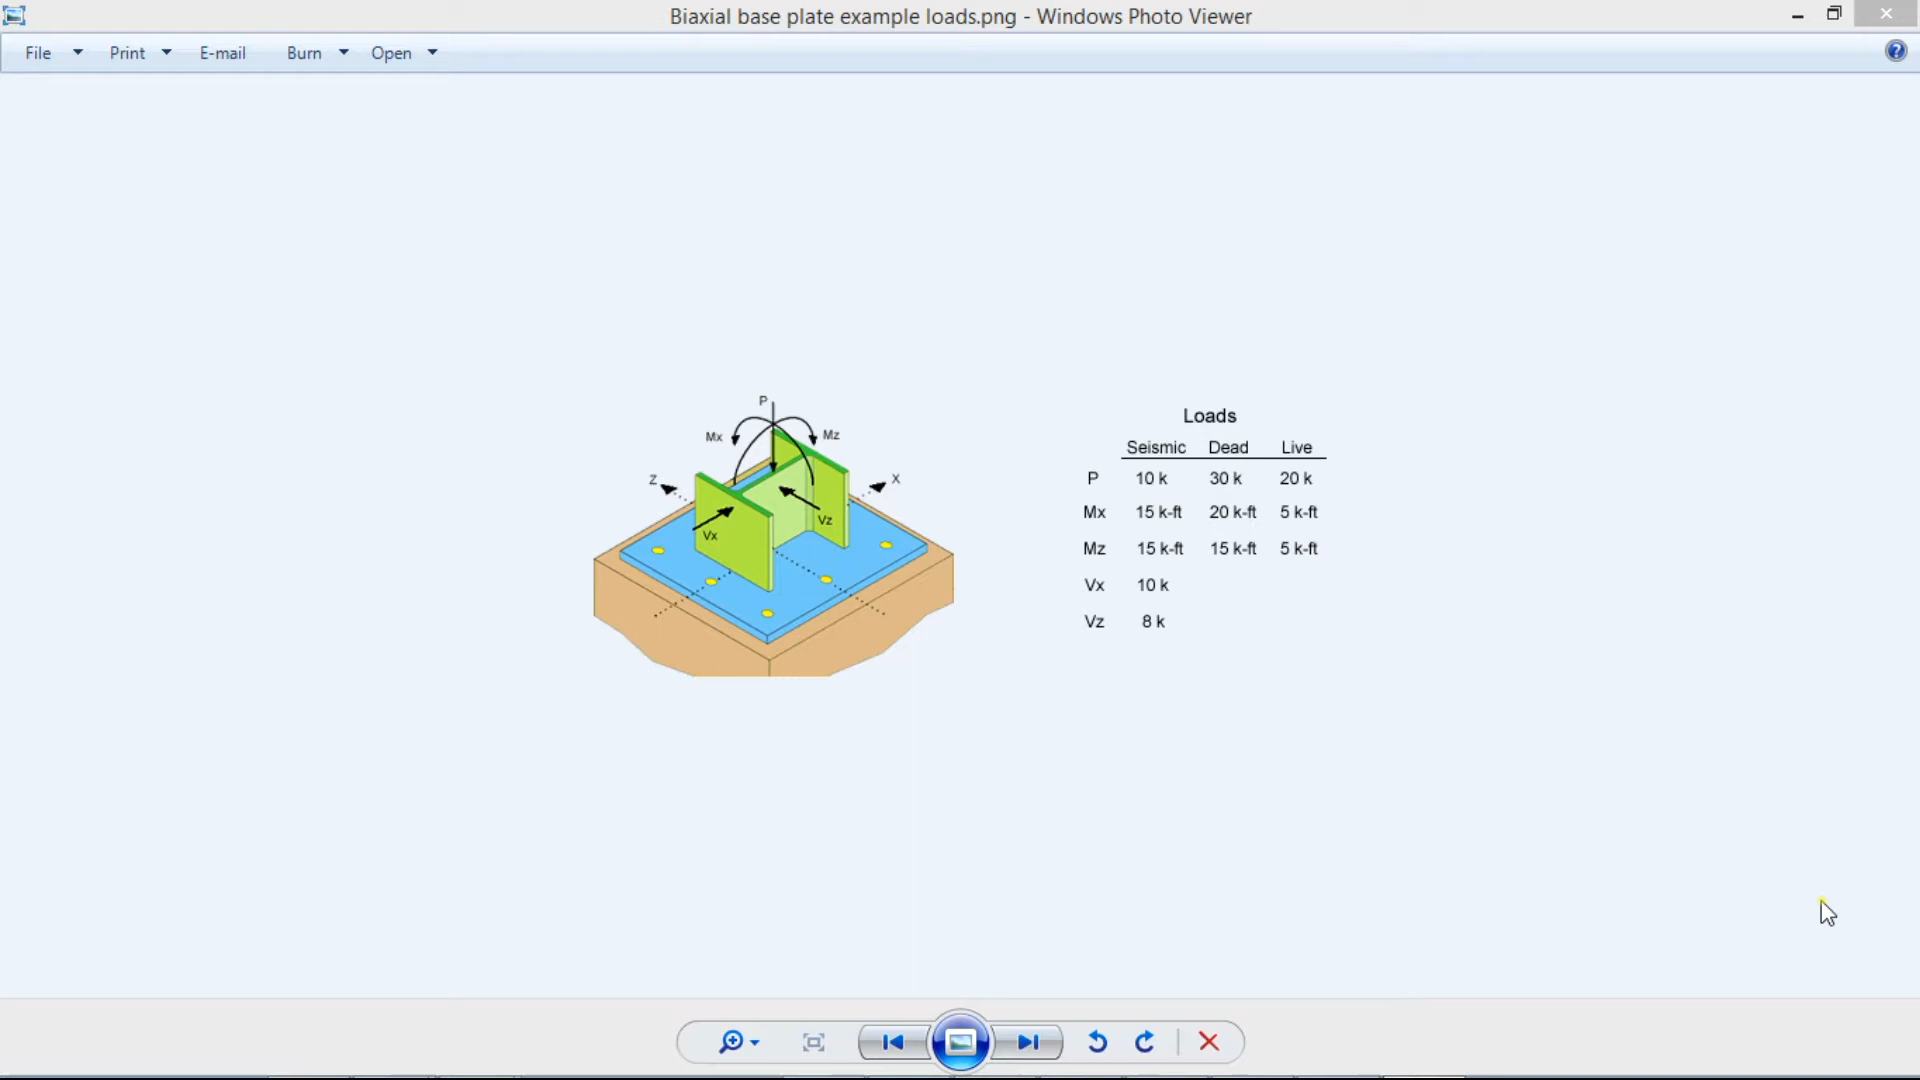 Biaxial base plate example loads.png - Windows Photo Viewer
File Print E-mail Burn Open
P
Mx Mz
Z X
Vz
Vx
Loads
Seismic Dead Live
P 10 k 30 k 20 k
Mx 15 k-ft 20 k-ft 5 k-ft
Mz 15 k-ft 15 k-ft 5 k-ft
Vx 10 k
Vz 8 k